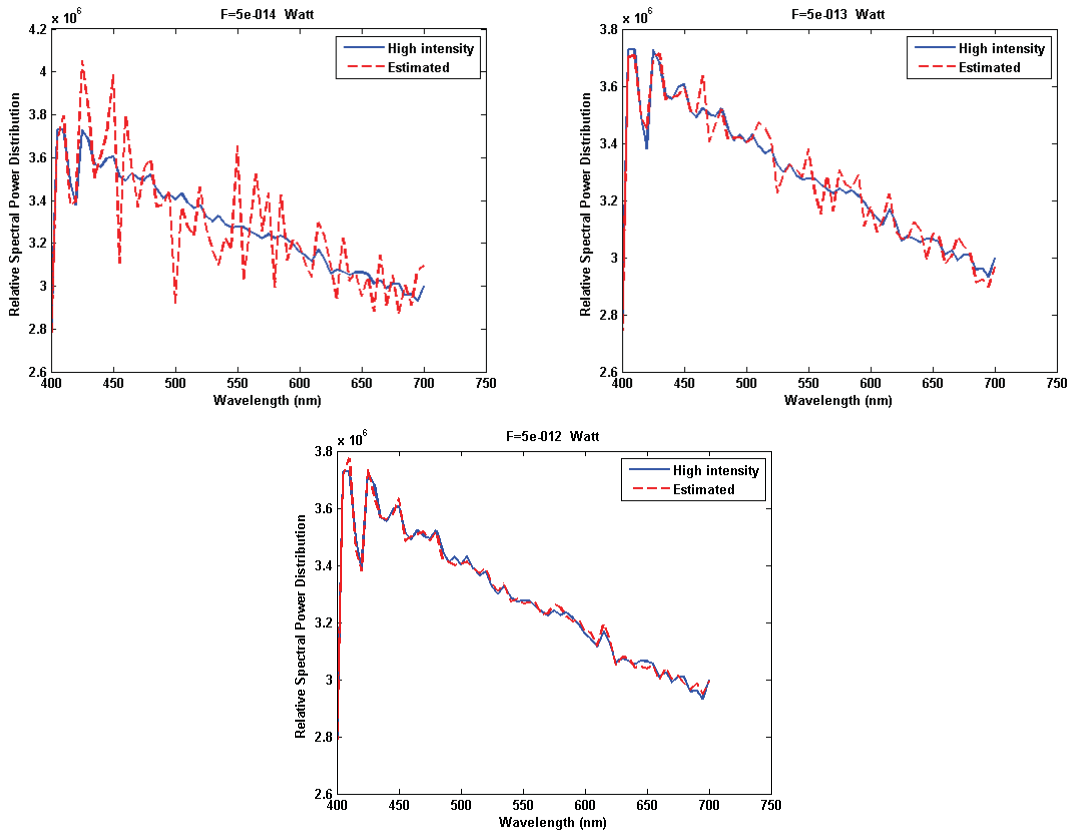 F=5e-014 Watt
x 10^6
4.2
4
3.8
3.6
3.4
3.2
3
2.8
2.6
Relative Spectral Power Distribution
High intensity
Estimated
400 450 500 550 600 650 700 750
Wavelength (nm)
F=5e-013 Watt
x 10^6
3.8
3.6
3.4
3.2
3
2.8
2.6
Relative Spectral Power Distribution
High intensity
Estimated
400 450 500 550 600 650 700 750
Wavelength (nm)
F=5e-012 Watt
x 10^6
3.8
3.6
3.4
3.2
3
2.8
2.6
Relative Spectral Power Distribution
High intensity
Estimated
400 450 500 550 600 650 700 750
Wavelength (nm)